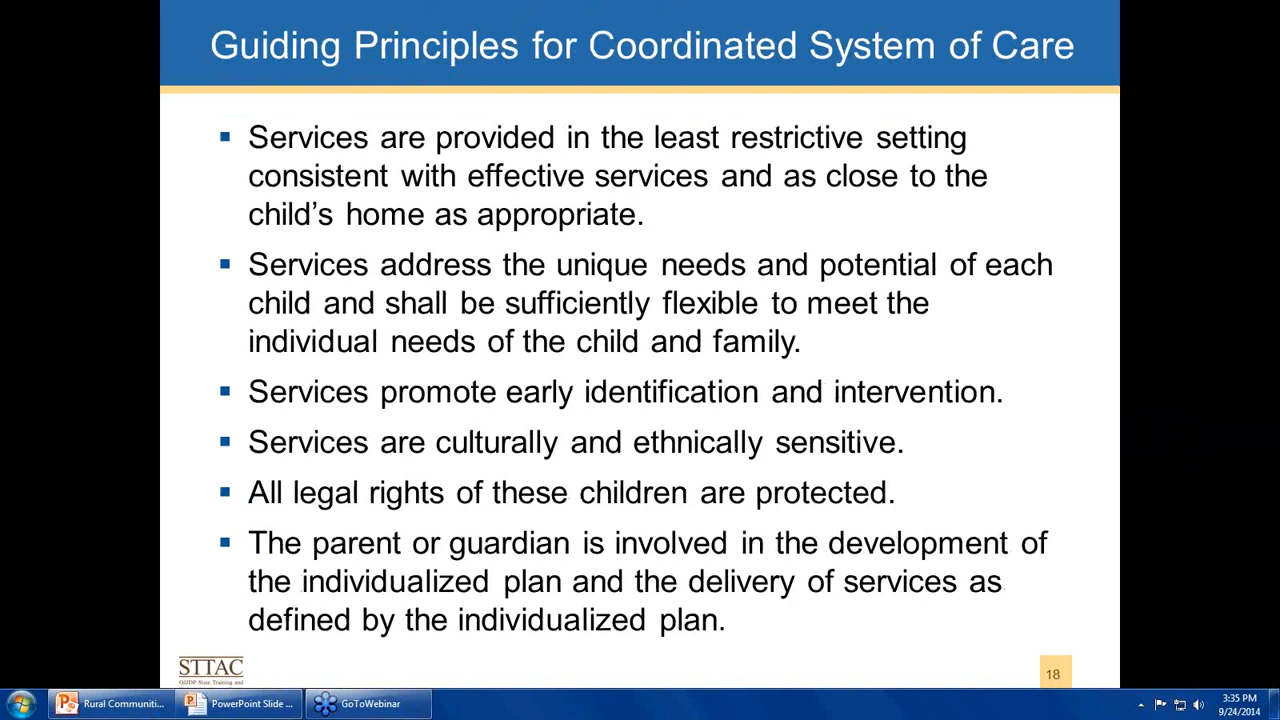 Guiding Principles for Coordinated System of Care
▪ Services are provided in the least restrictive setting
consistent with effective services and as close to the
child's home as appropriate.
▪ Services address the unique needs and potential of each
child and shall be sufficiently flexible to meet the
individual needs of the child and family.
▪ Services promote early identification and intervention.
▪ Services are culturally and ethnically sensitive.
▪ All legal rights of these children are protected.
▪ The parent or guardian is involved in the development of
the individualized plan and the delivery of services as
defined by the individualized plan.
STTAC
OJJDP State Training and
18
Rural Communiti... PowerPoint Slide ... GoToWebinar
3:35 PM
9/24/2014